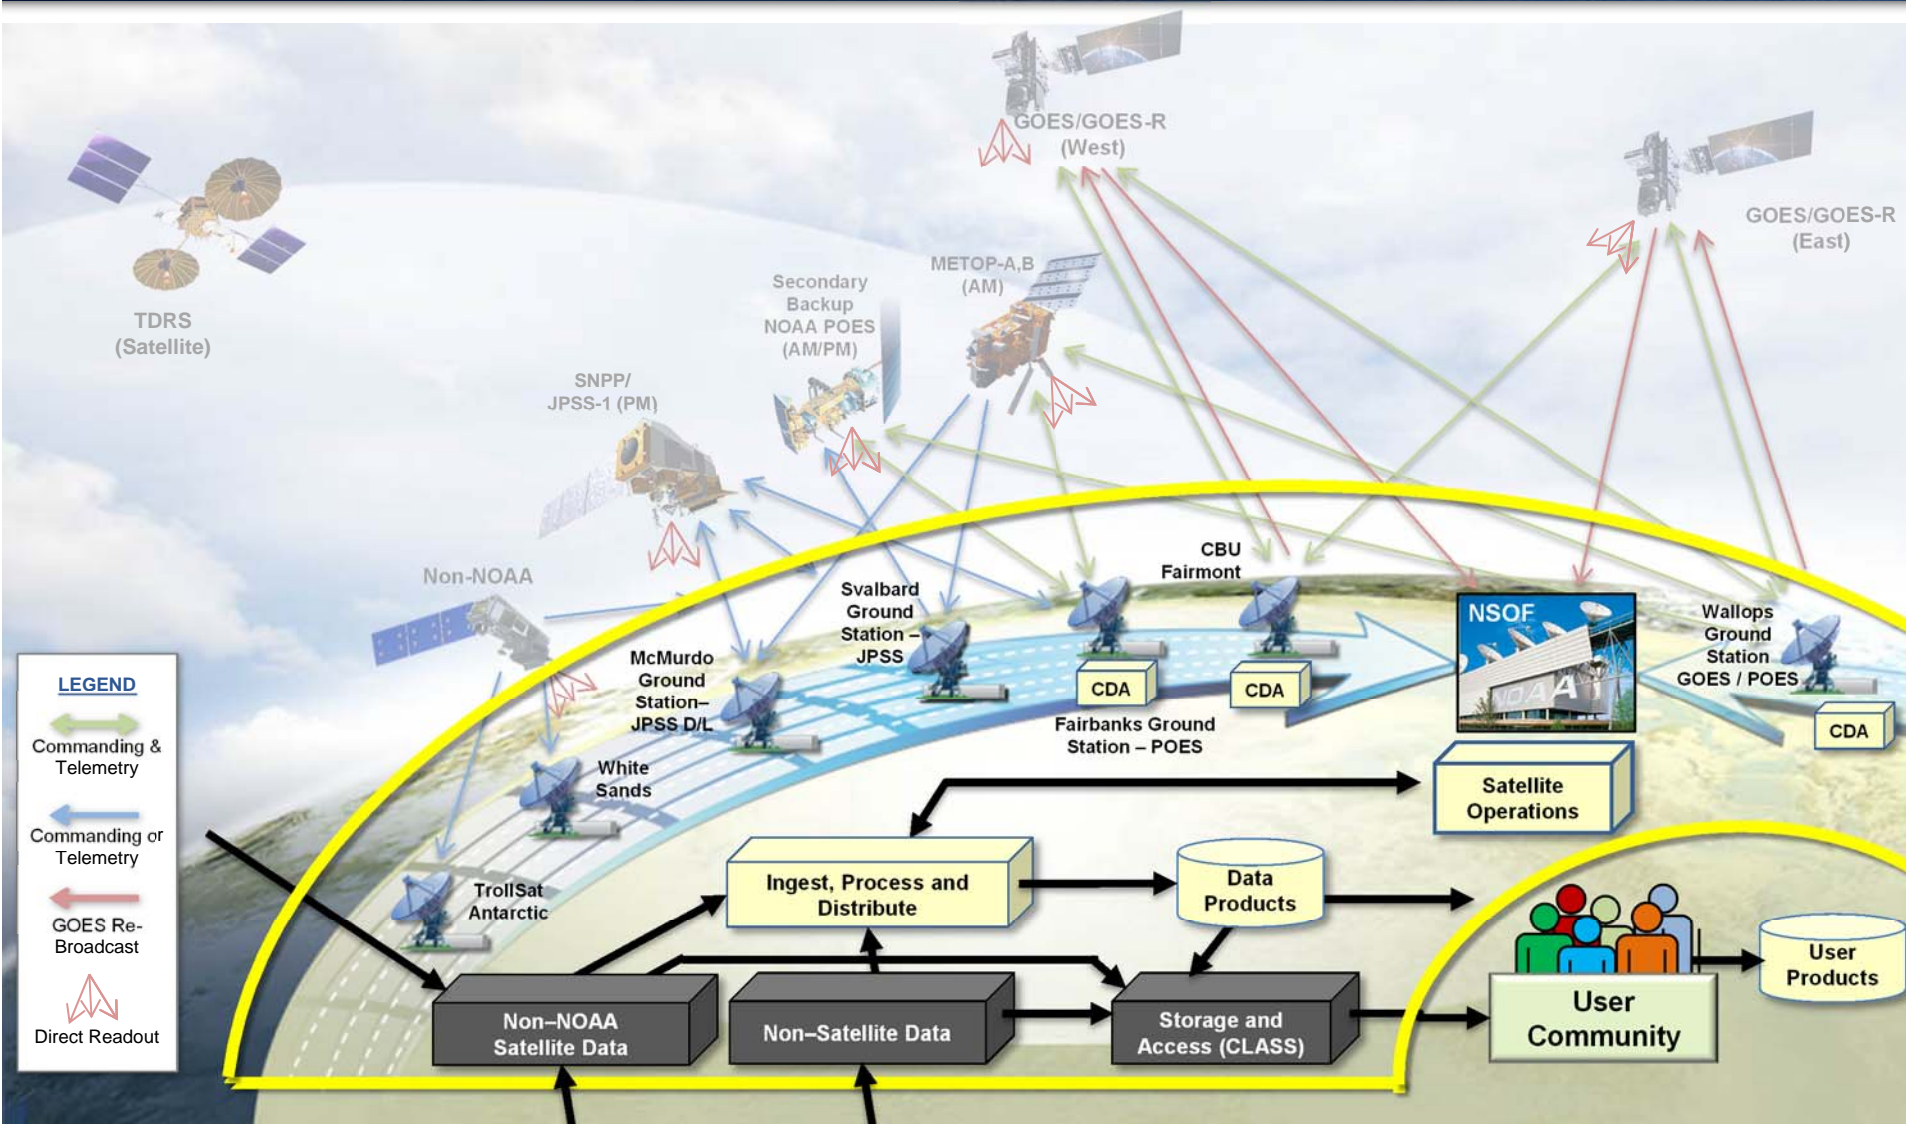 GOES/GOES-R
(West)
GOES/GOES-R
(East)
TDRS
(Satellite)
METOP-A,B
(AM)
Secondary
Backup
NOAA POES
(AM/PM)
SNPP/
JPSS-1 (PM)
Non-NOAA
CBU
Fairmont
Svalbard
Ground
Station –
JPSS
McMurdo
Ground
Station–
JPSS D/L
White
Sands
TrollSat
Antarctic
CDA
Fairbanks Ground
Station – POES
CDA
NSOF
NOAA
Wallops
Ground
Station
GOES / POES
CDA
LEGEND
Commanding &
Telemetry
Commanding or
Telemetry
GOES Re-
Broadcast
Direct Readout
Satellite
Operations
Ingest, Process and
Distribute
Data
Products
Non–NOAA
Satellite Data
Non–Satellite Data
Storage and
Access (CLASS)
User
Community
User
Products